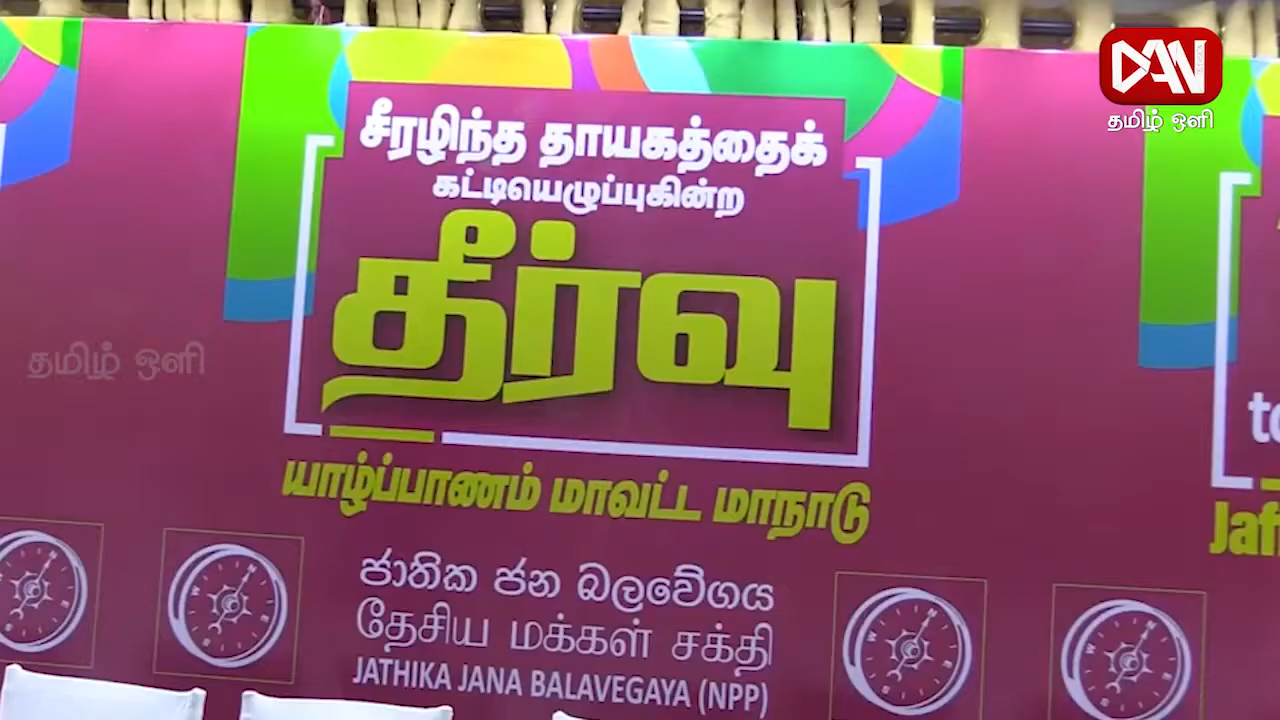 DAN
தமிழ் ஒளி
சீரழிந்த தாயகத்தைக்
கட்டியெழுப்புகின்ற
தீர்வு
தமிழ் ஒளி
யாழ்ப்பாணம் மாவட்ட மாநாடு
ජාතික ජන බලවේගය
தேசிய மக்கள் சக்தி
JATHIKA JANA BALAVEGAYA (NPP)
N
E
S
W
N
E
S
W
N
E
S
W